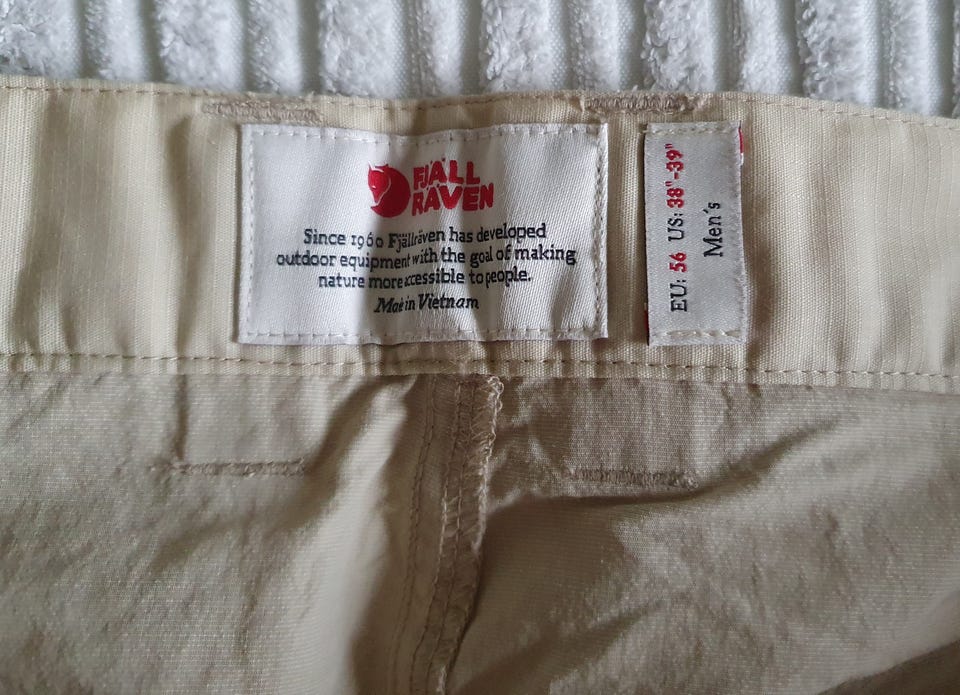 FJÄLL
RÄVEN
Since 1960 Fjällräven has developed
outdoor equipment with the goal of making
nature more accessible to people.
Made in Vietnam
EU: 56 US: 38"-39"
Men's